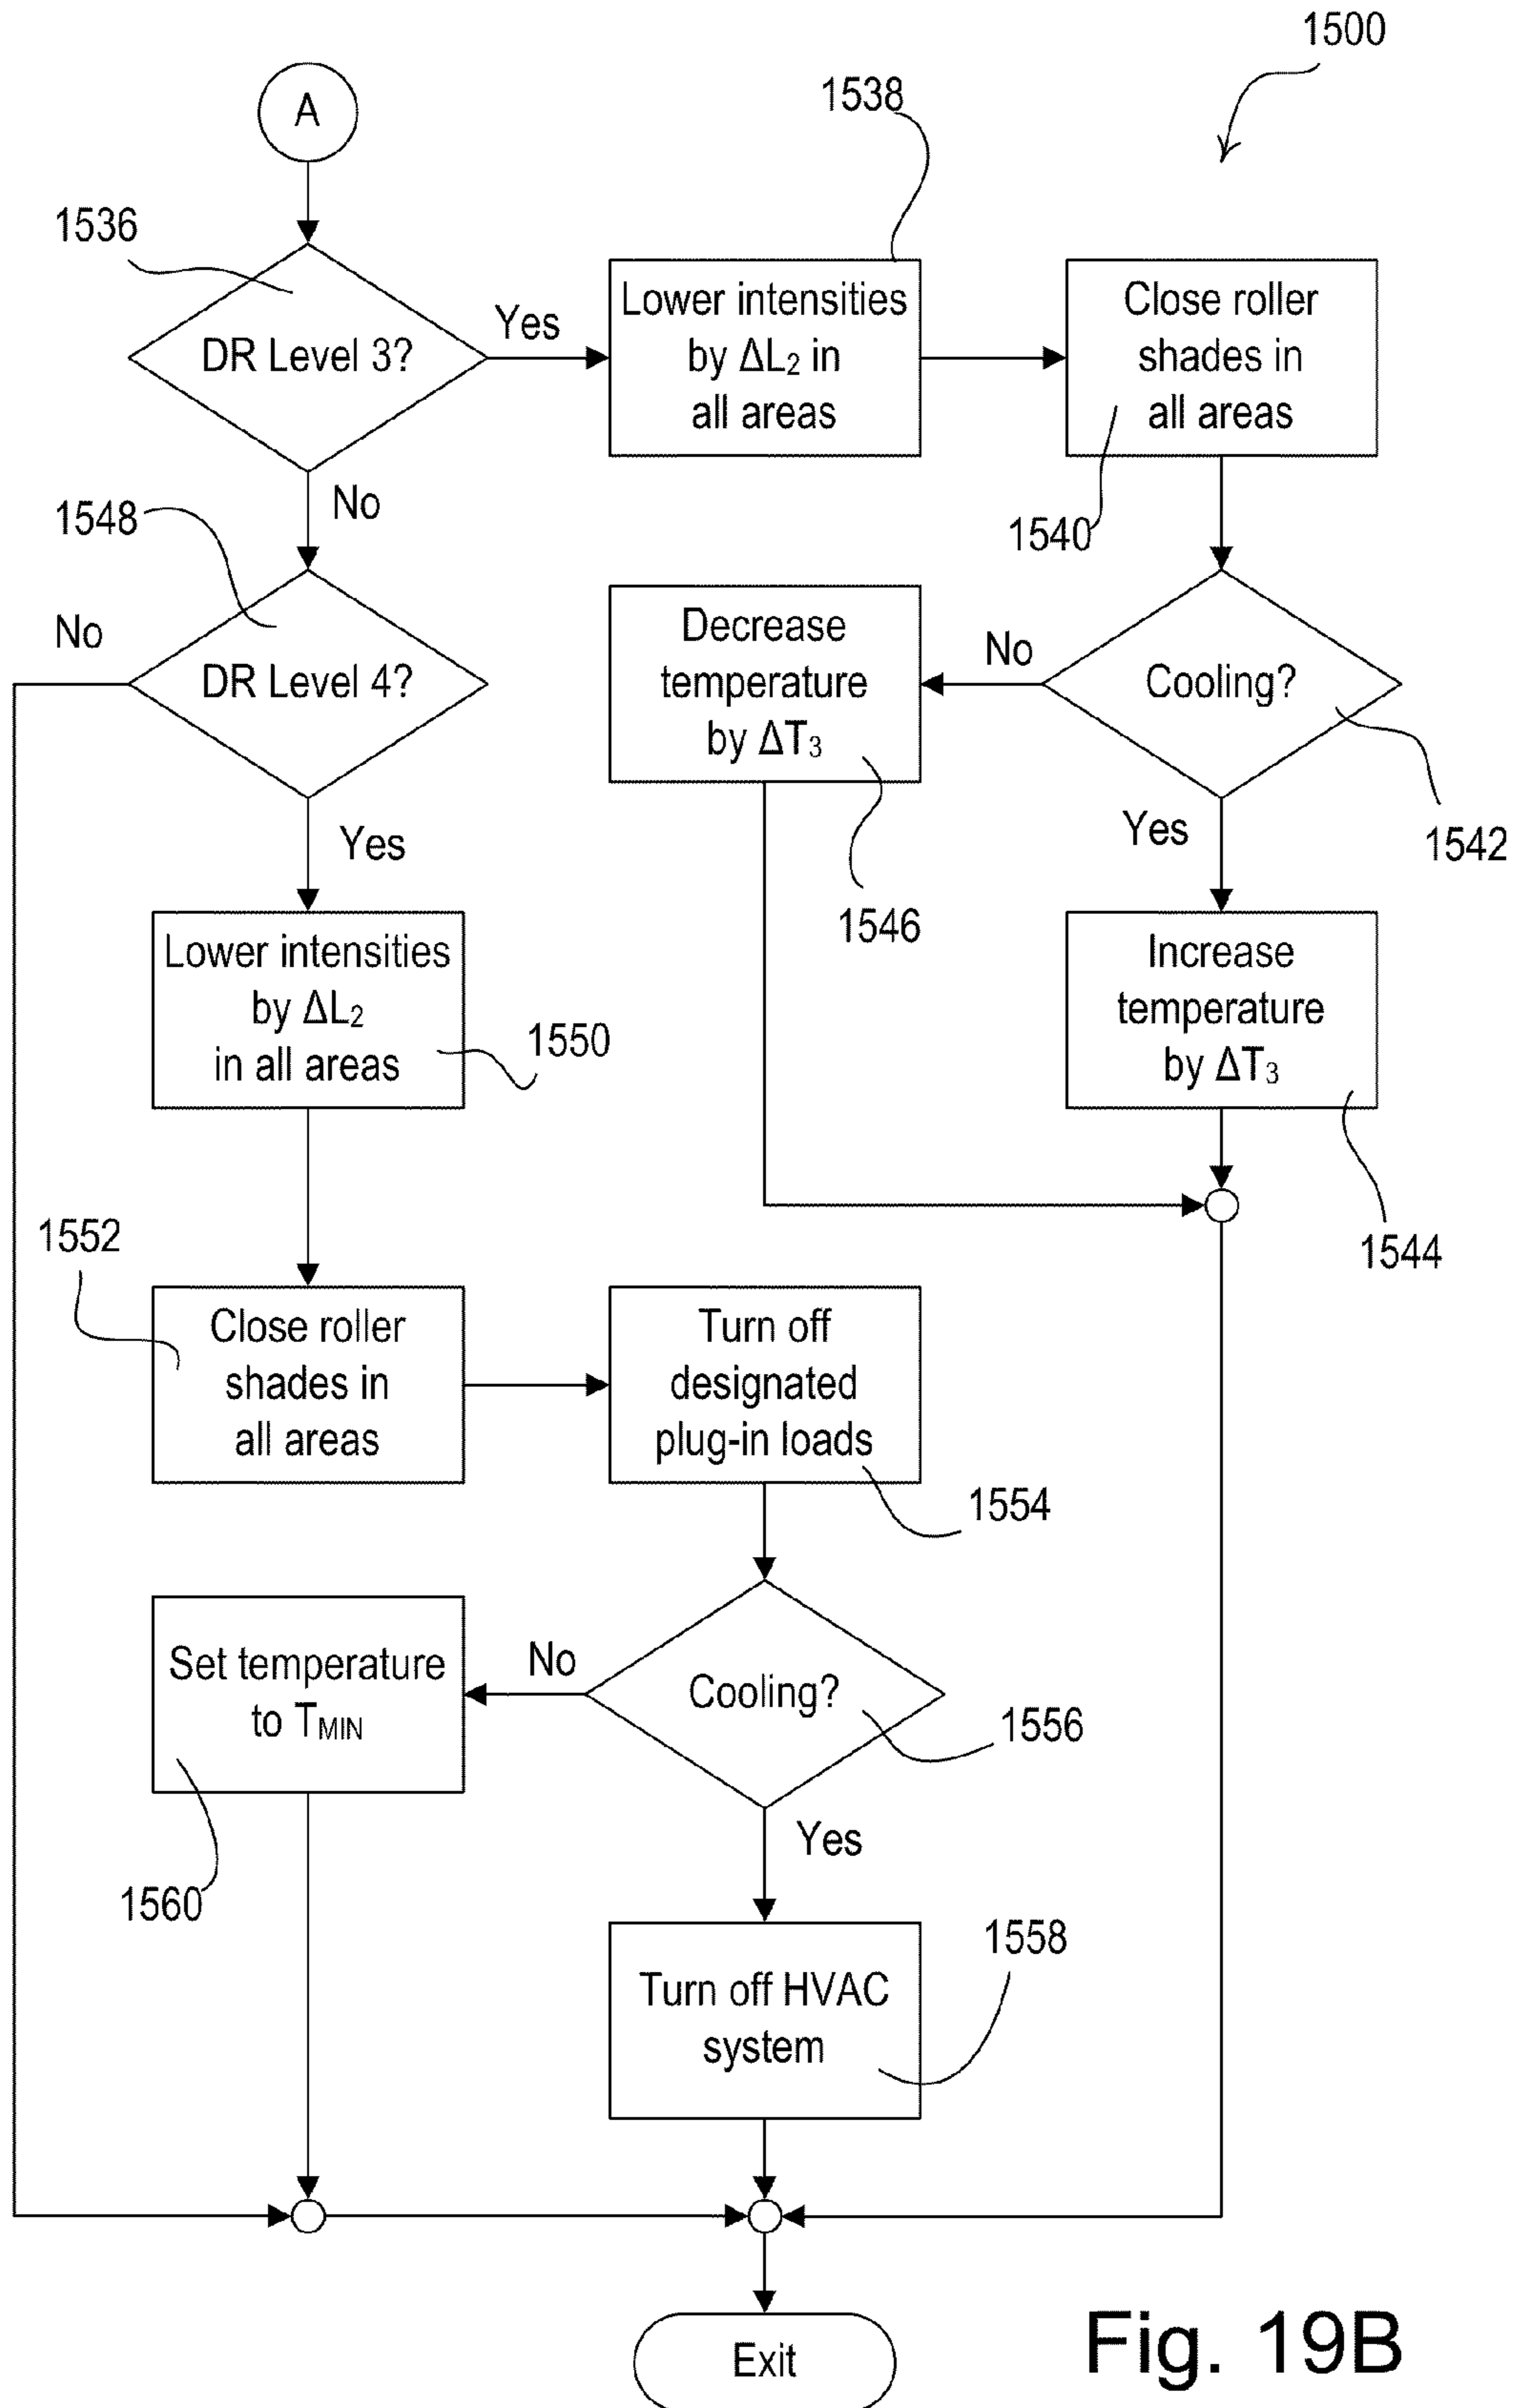 1500
A
1538
1536
DR Level 3?
Yes
Lower intensities
by ΔL₂ in
all areas
Close roller
shades in
all areas
No
1540
1548
No
DR Level 4?
Decrease
temperature
by ΔT₃
No
Cooling?
1542
Yes
1546
Yes
Lower intensities
by ΔL₂
in all areas
1550
Increase
temperature
by ΔT₃
1544
1552
Close roller
shades in
all areas
Turn off
designated
plug-in loads
1554
Set temperature
to TMIN
No
Cooling?
1556
Yes
1560
1558
Turn off HVAC
system
Exit
Fig. 19B